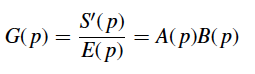 G(p) = S′(p) / E(p) = A(p)B(p)